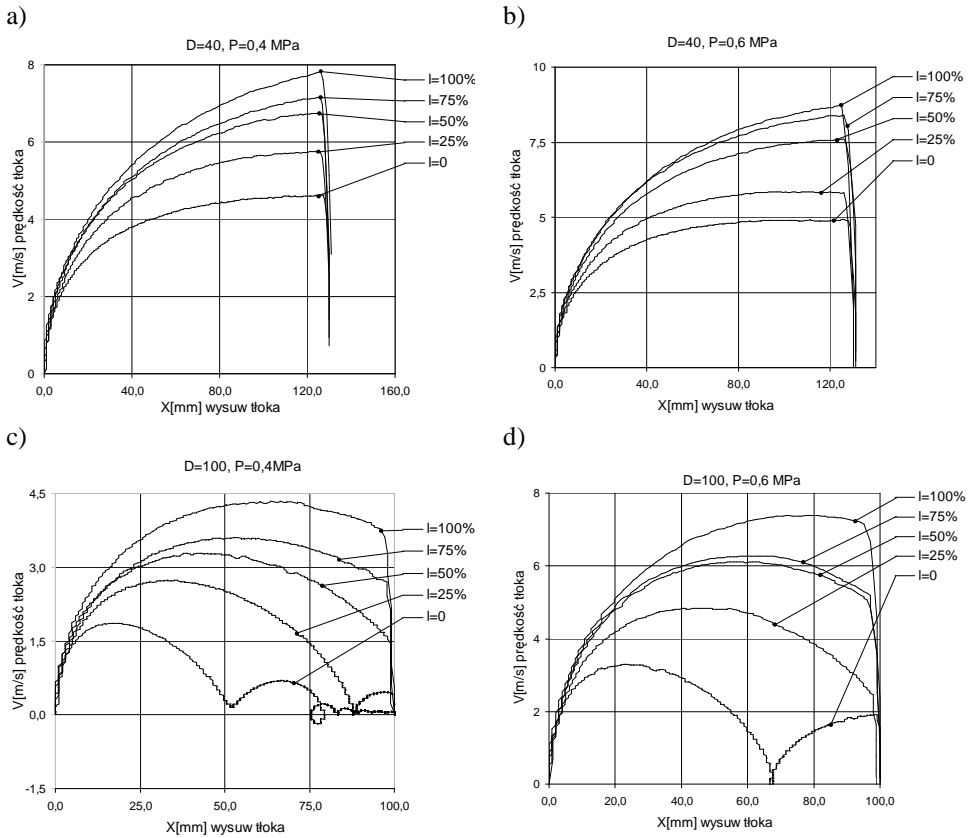 a)
D=40, P=0,4 MPa
8
6
4
2
0
0,0 40,0 80,0 120,0 160,0
V[m/s] prędkość tłoka
X[mm] wysuw tłoka
l=100%
l=75%
l=50%
l=25%
l=0
b)
D=40, P=0,6 MPa
10
7,5
5
2,5
0
0,0 40,0 80,0 120,0
V[m/s] prędkość tłoka
X[mm] wysuw tłoka
l=100%
l=75%
l=50%
l=25%
l=0
c)
D=100, P=0,4MPa
4,5
3,0
1,5
0,0
-1,5
0,0 25,0 50,0 75,0 100,0
V[m/s] prędkość tłoka
X[mm] wysuw tłoka
l=100%
l=75%
l=50%
l=25%
l=0
d)
D=100, P=0,6 MPa
8
6
4
2
0
0,0 20,0 40,0 60,0 80,0 100,0
V[m/s] prędkość tłoka
X[mm] wysuw tłoka
l=100%
l=75%
l=50%
l=25%
l=0